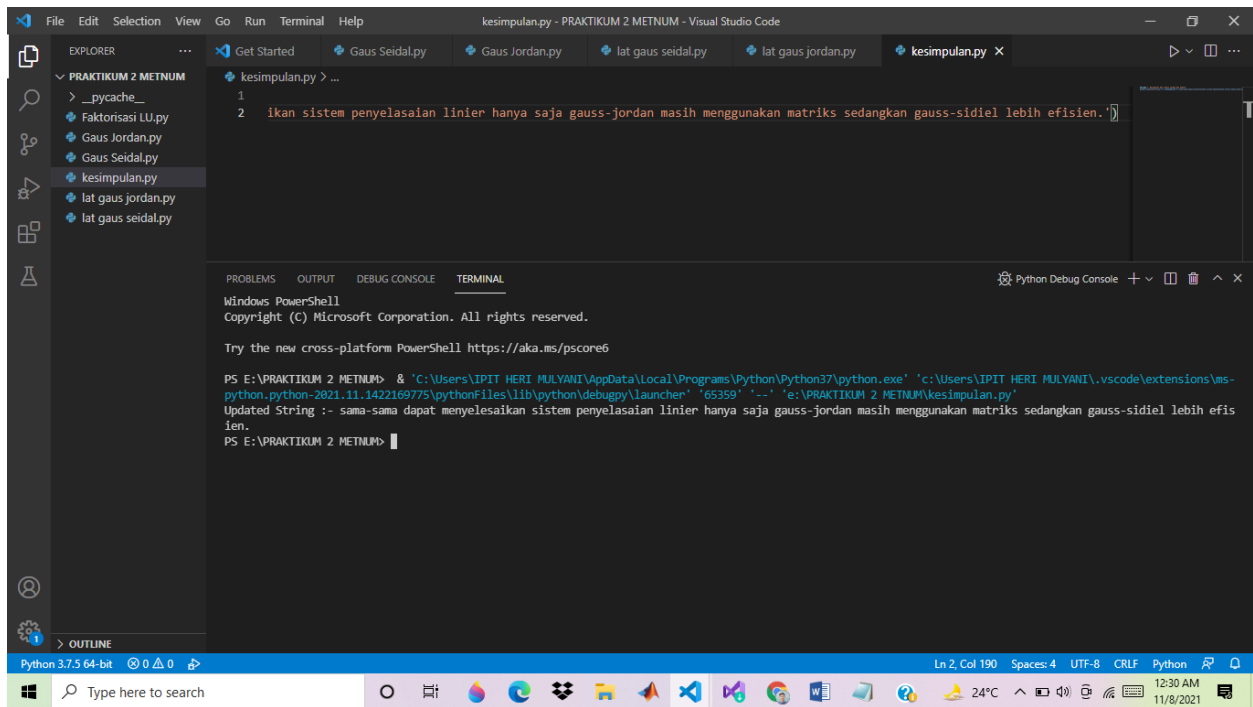 File Edit Selection View Go Run Terminal Help kesimpulan.py - PRAKTIKUM 2 METNUM - Visual Studio Code
EXPLORER ...
Get Started Gaus Seidal.py Gaus Jordan.py lat gaus seidal.py lat gaus jordan.py kesimpulan.py
PRAKTIKUM 2 METNUM
> __pycache__
Faktorisasi LU.py
Gaus Jordan.py
Gaus Seidal.py
kesimpulan.py
lat gaus jordan.py
lat gaus seidal.py
kesimpulan.py > ...
1
2 ikan sistem penyelasaian linier hanya saja gauss-jordan masih menggunakan matriks sedangkan gauss-sidiel lebih efisien.')
PROBLEMS OUTPUT DEBUG CONSOLE TERMINAL Python Debug Console
Windows PowerShell
Copyright (C) Microsoft Corporation. All rights reserved.
Try the new cross-platform PowerShell https://aka.ms/pscore6
PS E:\PRAKTIKUM 2 METNUM> & 'C:\Users\IPIT HERI MULYANI\AppData\Local\Programs\Python\Python37\python.exe' 'c:\Users\IPIT HERI MULYANI\.vscode\extensions\ms-
python.python-2021.11.1422169775\pythonFiles\lib\python\debugpy\launcher' '65359' '--' 'e:\PRAKTIKUM 2 METNUM\kesimpulan.py'
Updated String :- sama-sama dapat menyelesaikan sistem penyelasaian linier hanya saja gauss-jordan masih menggunakan matriks sedangkan gauss-sidiel lebih efis
ien.
PS E:\PRAKTIKUM 2 METNUM>
1
> OUTLINE
Python 3.7.5 64-bit 0 0 Ln 2, Col 190 Spaces: 4 UTF-8 CRLF Python
Type here to search
24°C
12:30 AM
11/8/2021